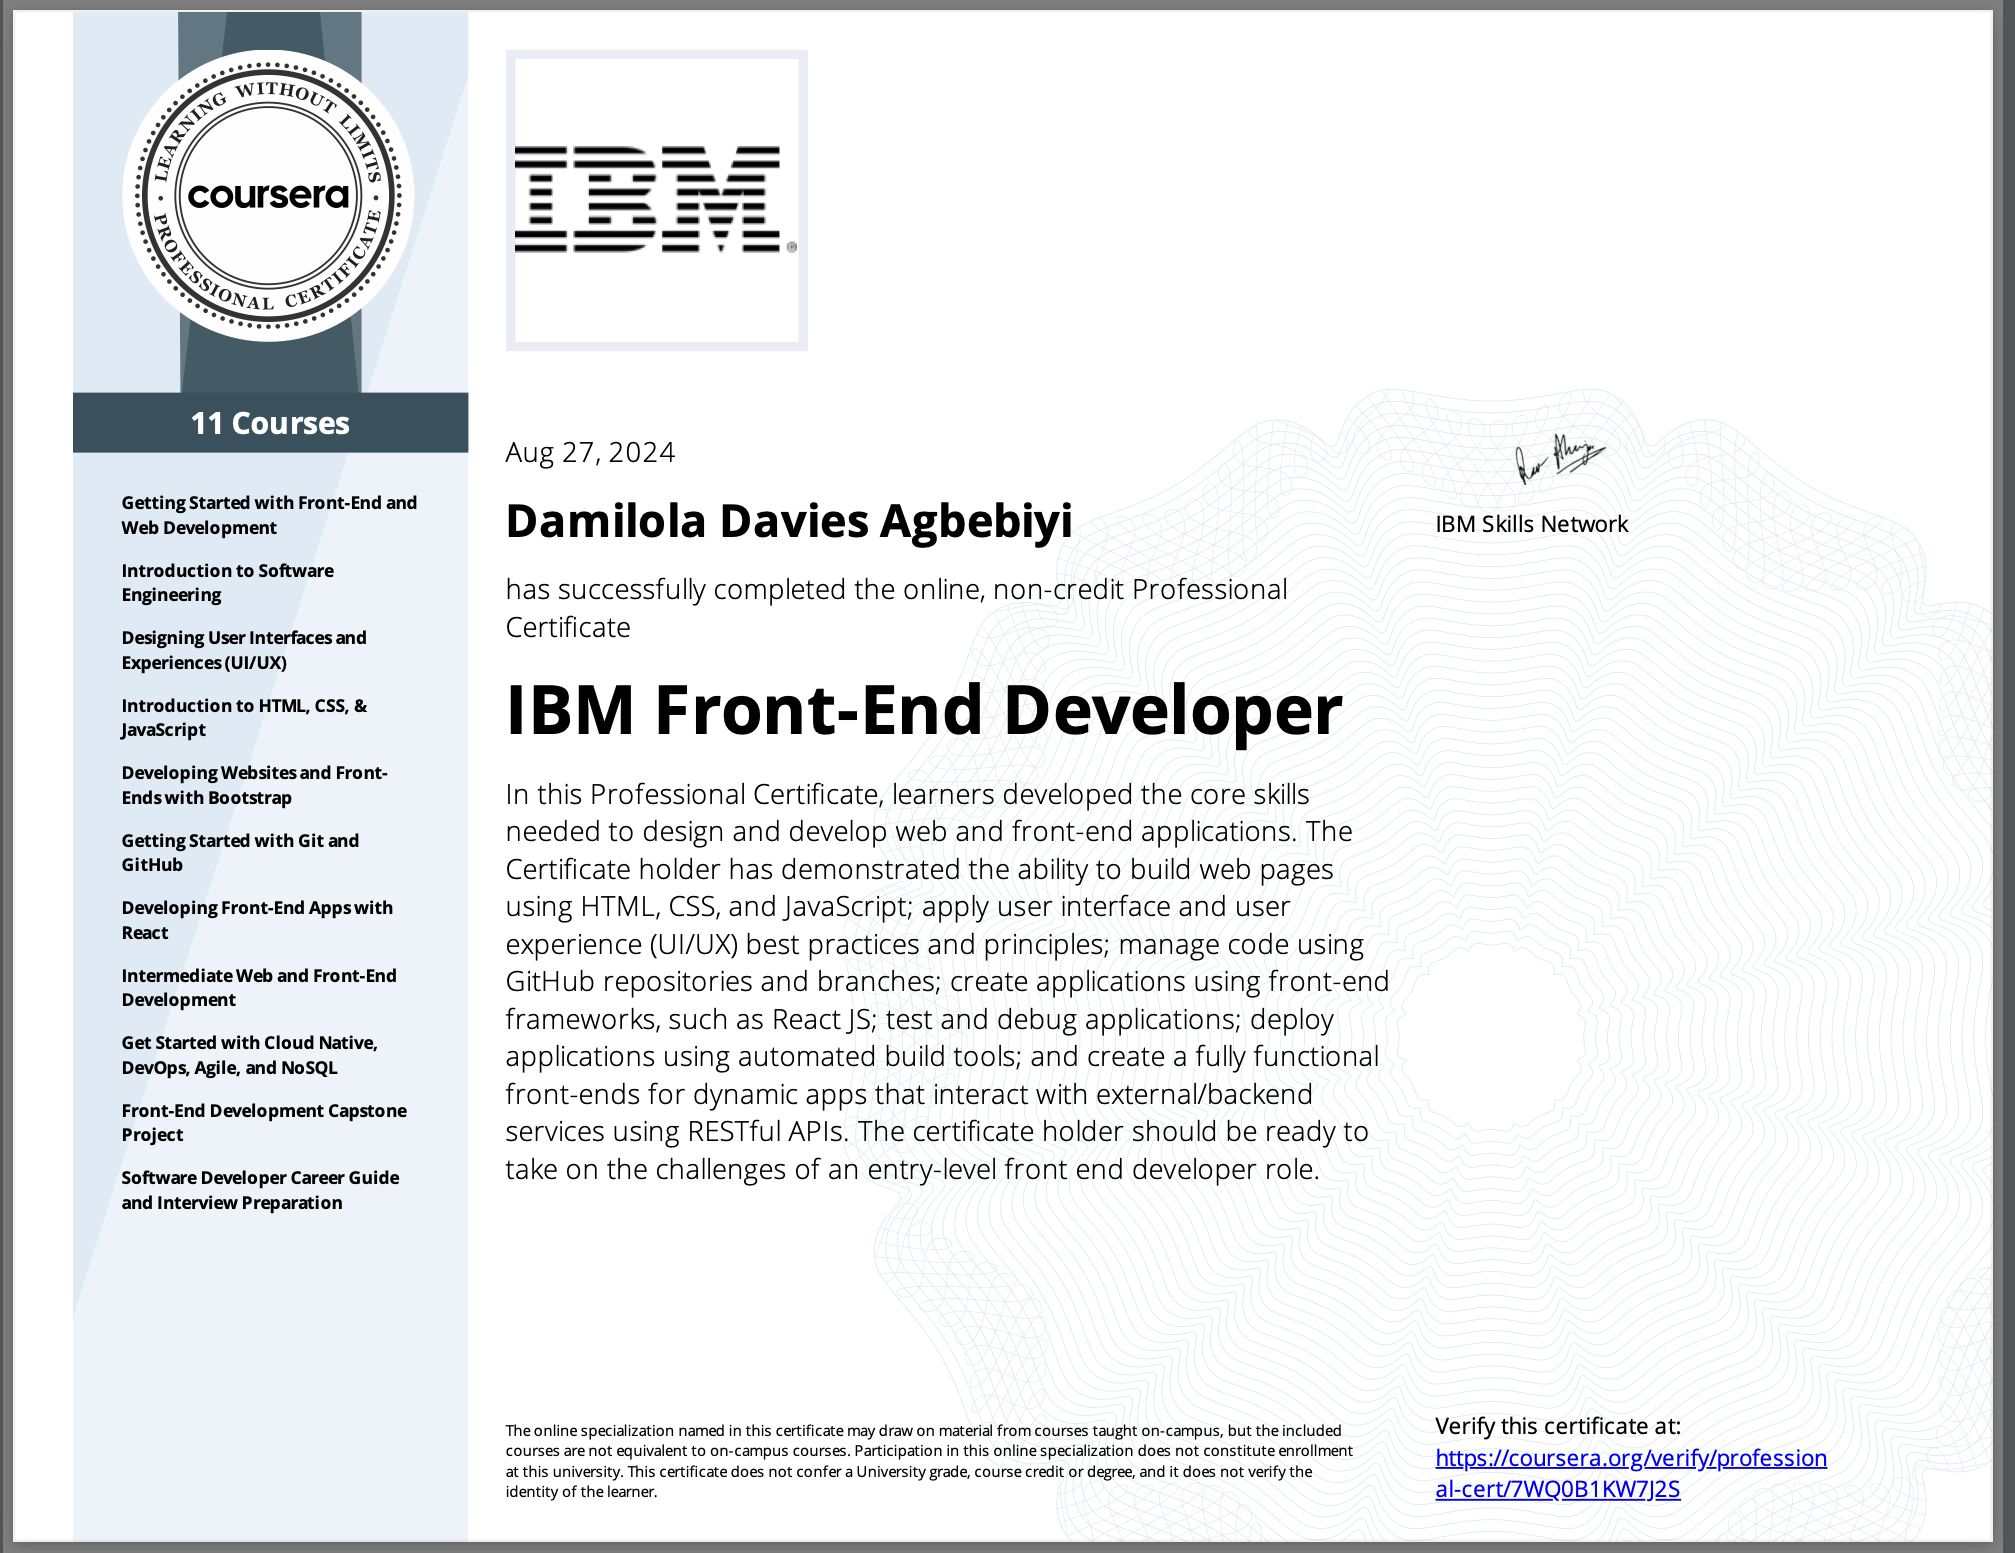 LEARNING WITHOUT LIMITS
coursera
PROFESSIONAL CERTIFICATE
11 Courses
Getting Started with Front-End and
Web Development
Introduction to Software
Engineering
Designing User Interfaces and
Experiences (UI/UX)
Introduction to HTML, CSS, &
JavaScript
Developing Websites and Front-
Ends with Bootstrap
Getting Started with Git and
GitHub
Developing Front-End Apps with
React
Intermediate Web and Front-End
Development
Get Started with Cloud Native,
DevOps, Agile, and NoSQL
Front-End Development Capstone
Project
Software Developer Career Guide
and Interview Preparation
IBM
Aug 27, 2024
Damilola Davies Agbebiyi
has successfully completed the online, non-credit Professional
Certificate
IBM Front-End Developer
In this Professional Certificate, learners developed the core skills
needed to design and develop web and front-end applications. The
Certificate holder has demonstrated the ability to build web pages
using HTML, CSS, and JavaScript; apply user interface and user
experience (UI/UX) best practices and principles; manage code using
GitHub repositories and branches; create applications using front-end
frameworks, such as React JS; test and debug applications; deploy
applications using automated build tools; and create a fully functional
front-ends for dynamic apps that interact with external/backend
services using RESTful APIs. The certificate holder should be ready to
take on the challenges of an entry-level front end developer role.
IBM Skills Network
The online specialization named in this certificate may draw on material from courses taught on-campus, but the included
courses are not equivalent to on-campus courses. Participation in this online specialization does not constitute enrollment
at this university. This certificate does not confer a University grade, course credit or degree, and it does not verify the
identity of the learner.
Verify this certificate at:
https://coursera.org/verify/profession
al-cert/7WQ0B1KW7J2S